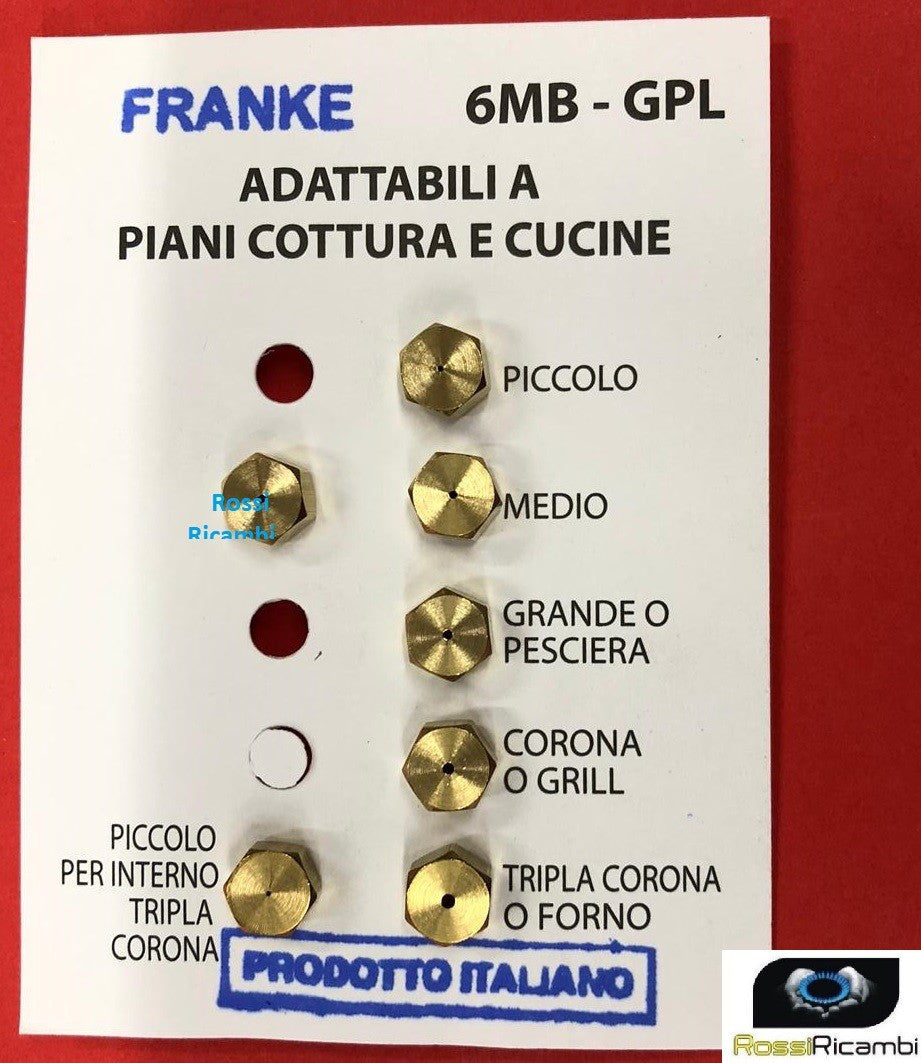 FRANKE 6MB - GPL
ADATTABILI A
PIANI COTTURA E CUCINE
PICCOLO
Rossi
Ricambi
MEDIO
GRANDE O
PESCIERA
CORONA
O GRILL
PICCOLO
PER INTERNO
TRIPLA
CORONA
TRIPLA CORONA
O FORNO
PRODOTTO ITALIANO
RossiRicambi